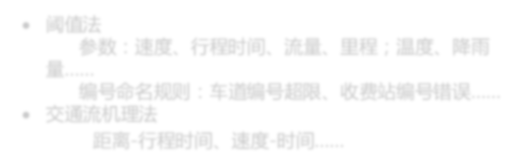 • 阈值法
参数：速度、行程时间、流量、里程；温度、降雨
量……
编号命名规则：车道编号超限、收费站编号错误……
• 交通流机理法
距离-行程时间、速度-时间……